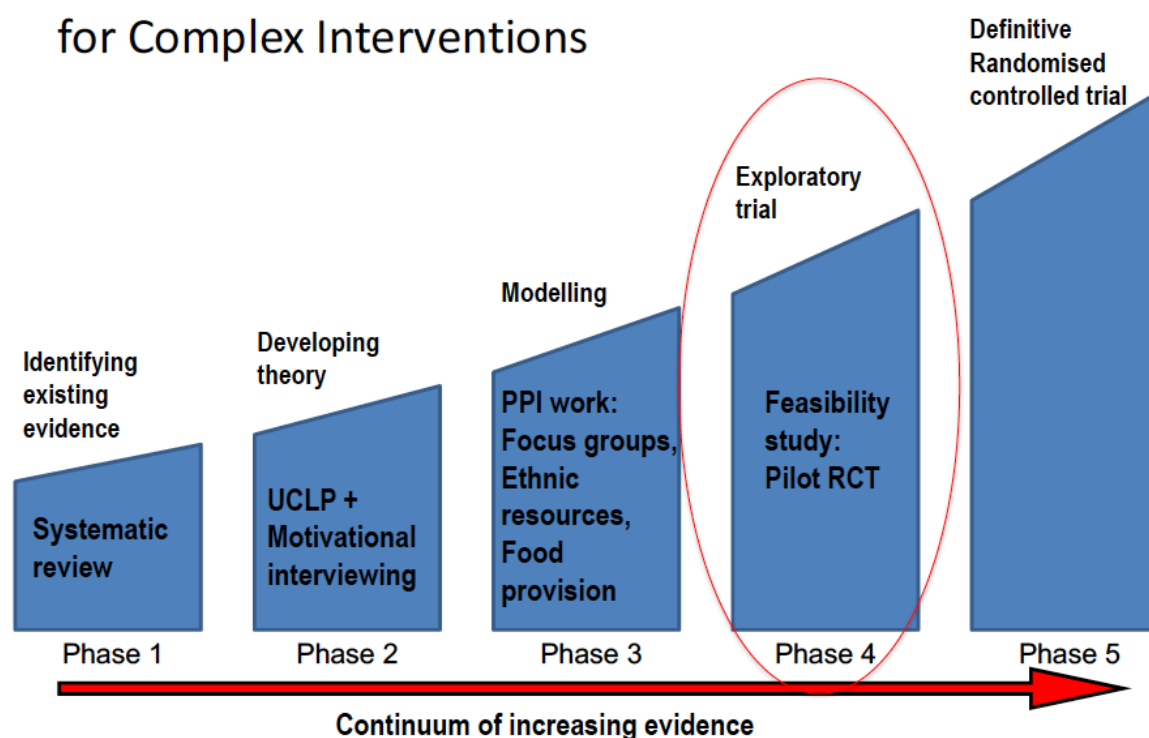 for Complex Interventions
Identifying
existing
evidence
Systematic
review
Phase 1
Developing
theory
UCLP +
Motivational
interviewing
Phase 2
Modelling
PPI work:
Focus groups,
Ethnic
resources,
Food
provision
Phase 3
Exploratory
trial
Feasibility
study:
Pilot RCT
Phase 4
Definitive
Randomised
controlled trial
Phase 5
Continuum of increasing evidence